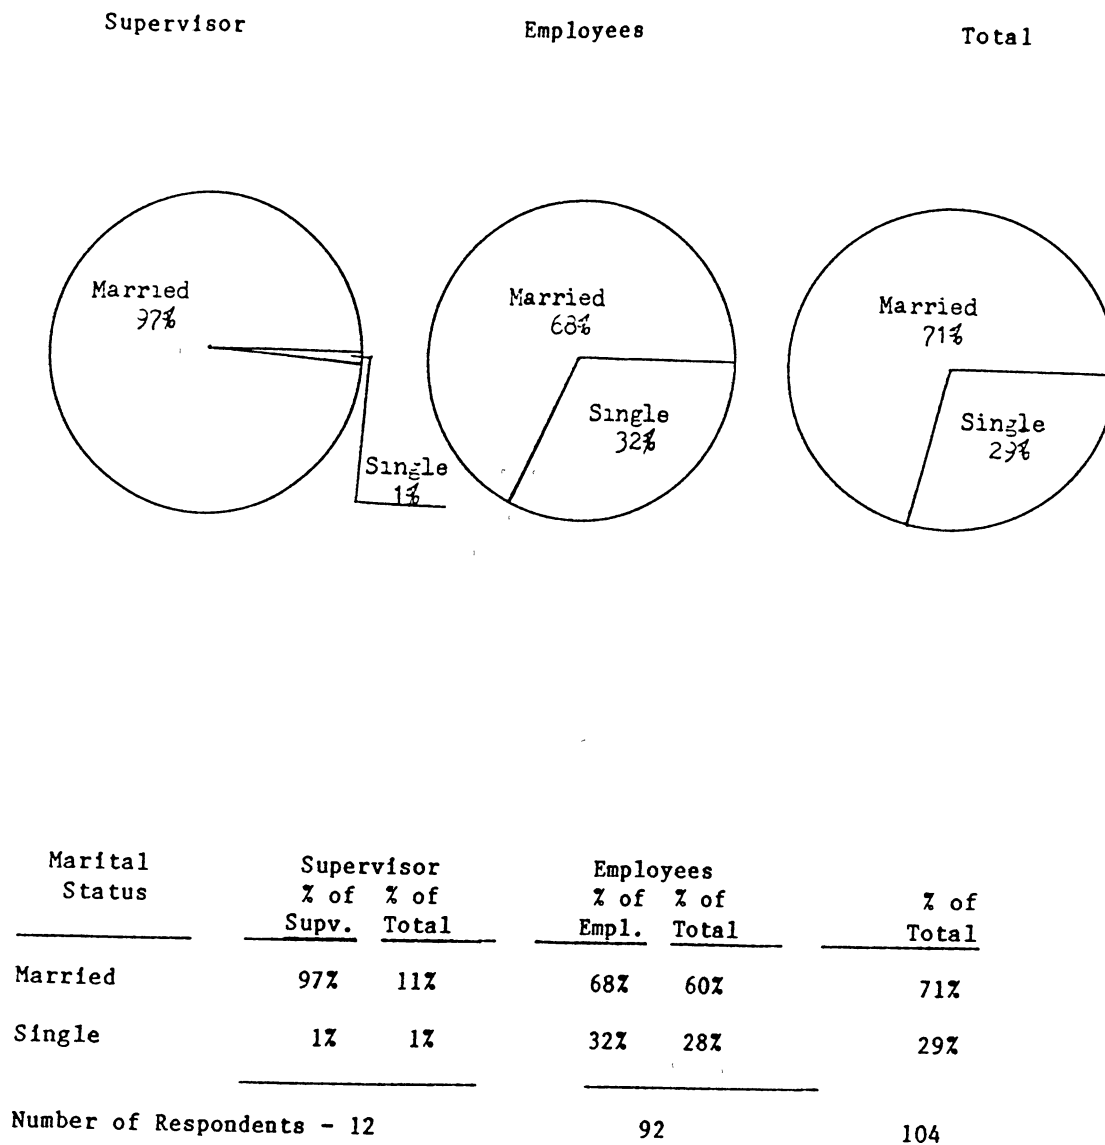 Supervisor Employees Total
Married
97%
Single
1%
Married
68%
Single
32%
Married
71%
Single
29%
Marital Supervisor Employees
Status % of % of % of % of % of
Supv. Total Empl. Total Total
Married 97% 11% 68% 60% 71%
Single 1% 1% 32% 28% 29%
Number of Respondents - 12 92 104